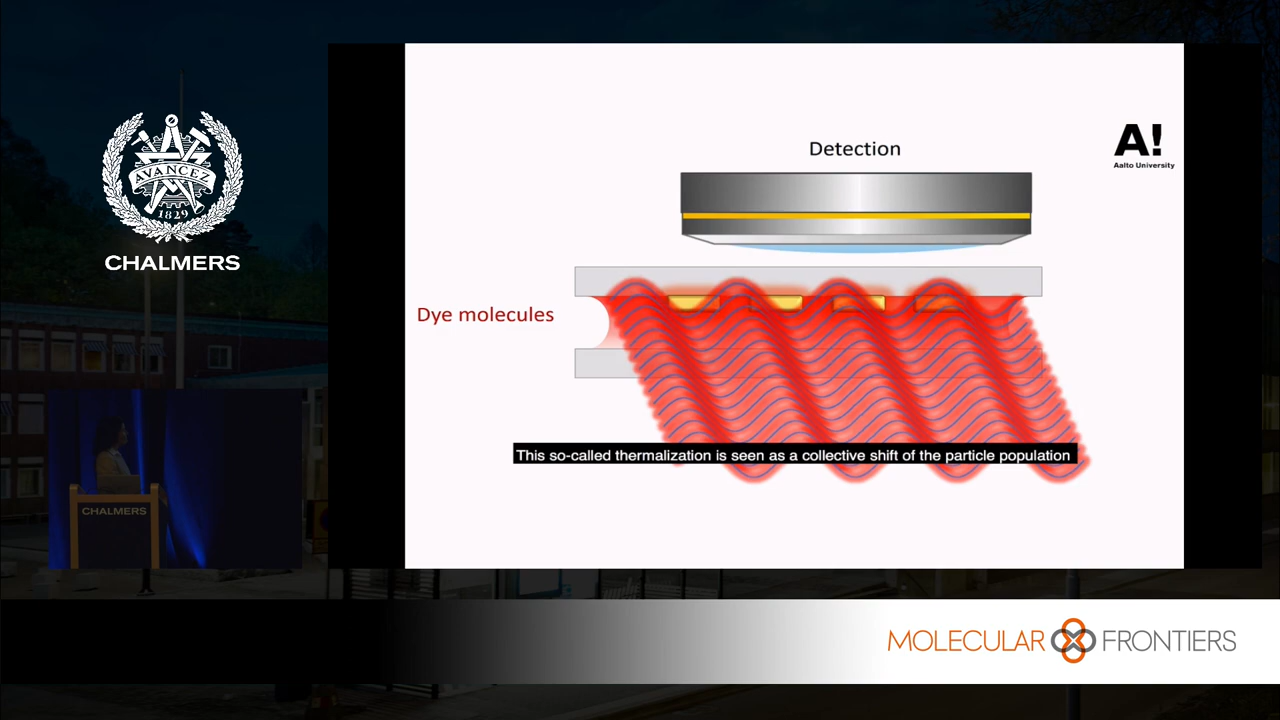 AVANCEZ
1829
CHALMERS
CHALMERS
Detection
A!
Aalto University
Dye molecules
This so-called thermalization is seen as a collective shift of the particle population
MOLECULAR FRONTIERS